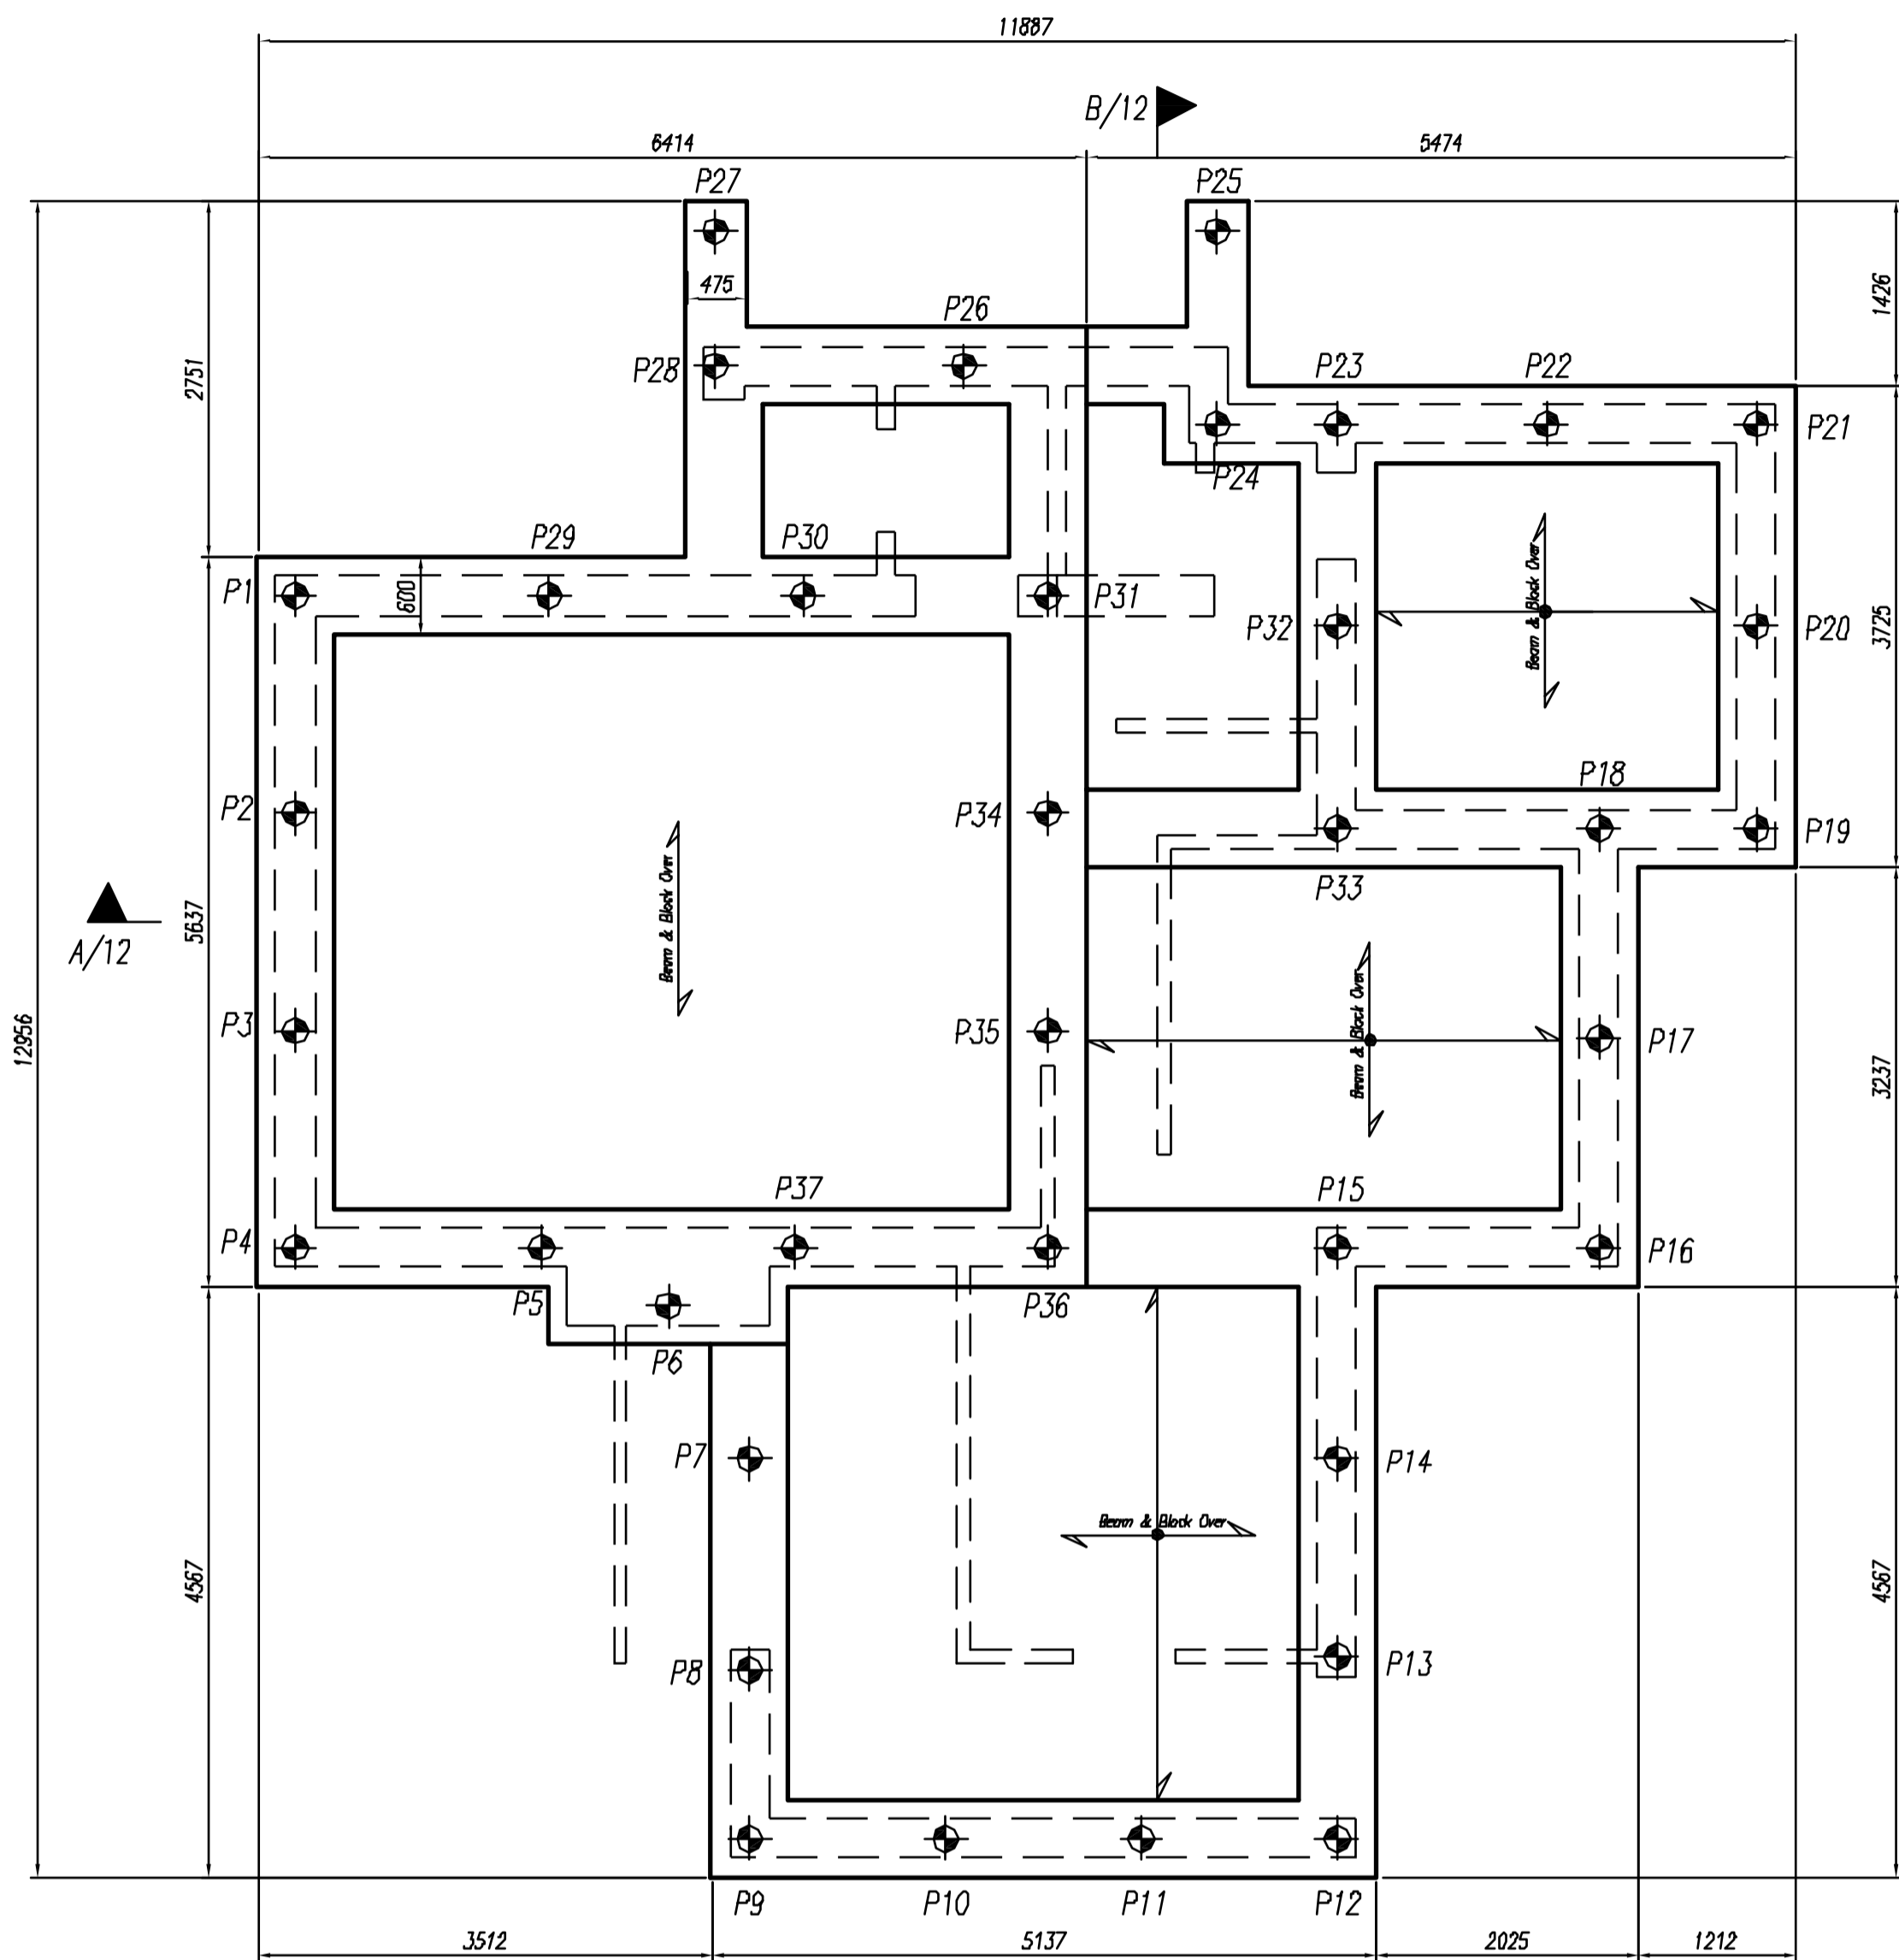 11887
B/12
6414
5474
P27
P25
475
P26
1426
2751
P28
P23
P22
P21
P24
P29
P30
P1
600
P31
P32
P20
3725
Beam & Block Over
P18
P2
P34
P19
P33
Beam & Block Over
5637
A/12
P3
P35
P17
12956
Beam & Block Over
3237
P37
P15
P4
P16
P5
P36
P6
P7
P14
Beam & Block Over
4567
4567
P8
P13
P9
P10
P11
P12
3512
5137
2025
1212